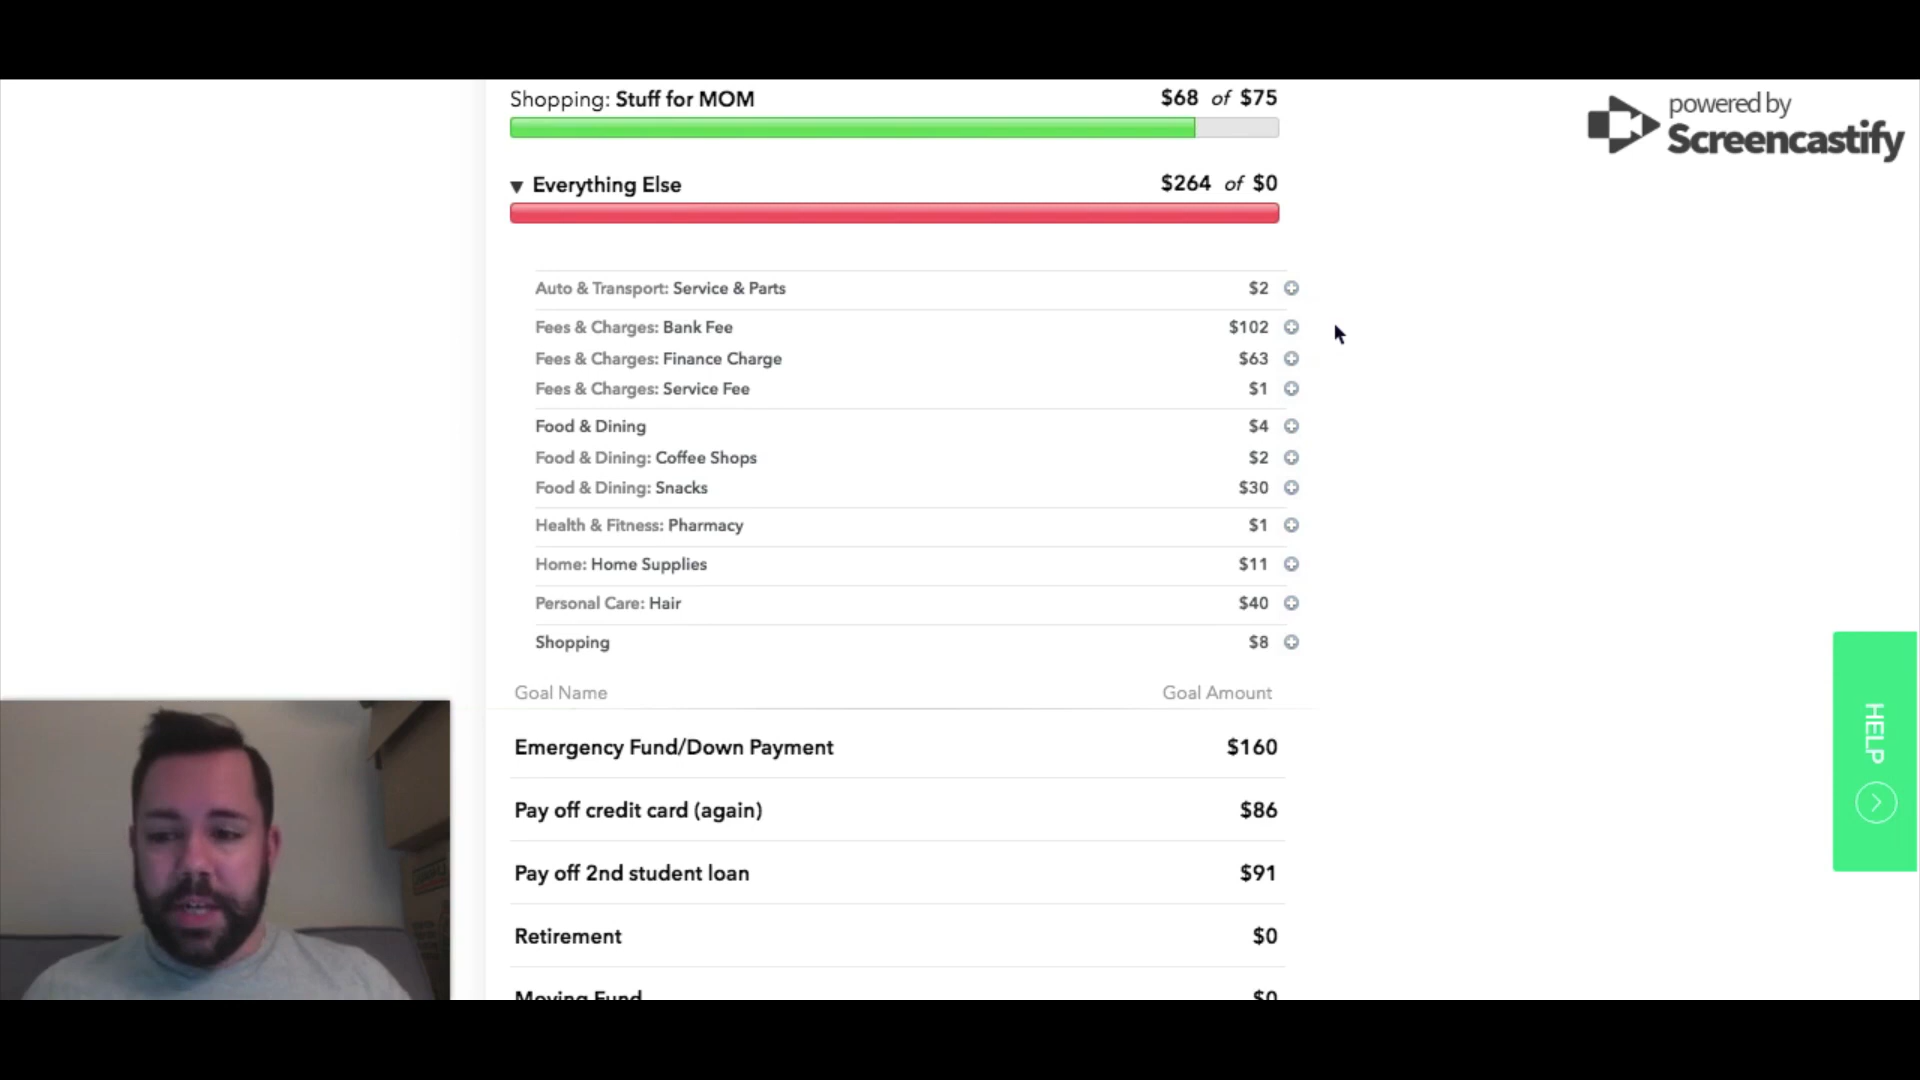 Shopping: Stuff for MOM $68 of $75
▼ Everything Else $264 of $0
Auto & Transport: Service & Parts $2
Fees & Charges: Bank Fee $102
Fees & Charges: Finance Charge $63
Fees & Charges: Service Fee $1
Food & Dining $4
Food & Dining: Coffee Shops $2
Food & Dining: Snacks $30
Health & Fitness: Pharmacy $1
Home: Home Supplies $11
Personal Care: Hair $40
Shopping $8
Goal Name Goal Amount
Emergency Fund/Down Payment $160
Pay off credit card (again) $86
Pay off 2nd student loan $91
Retirement $0
Moving Fund $0
powered by
Screencastify
HELP